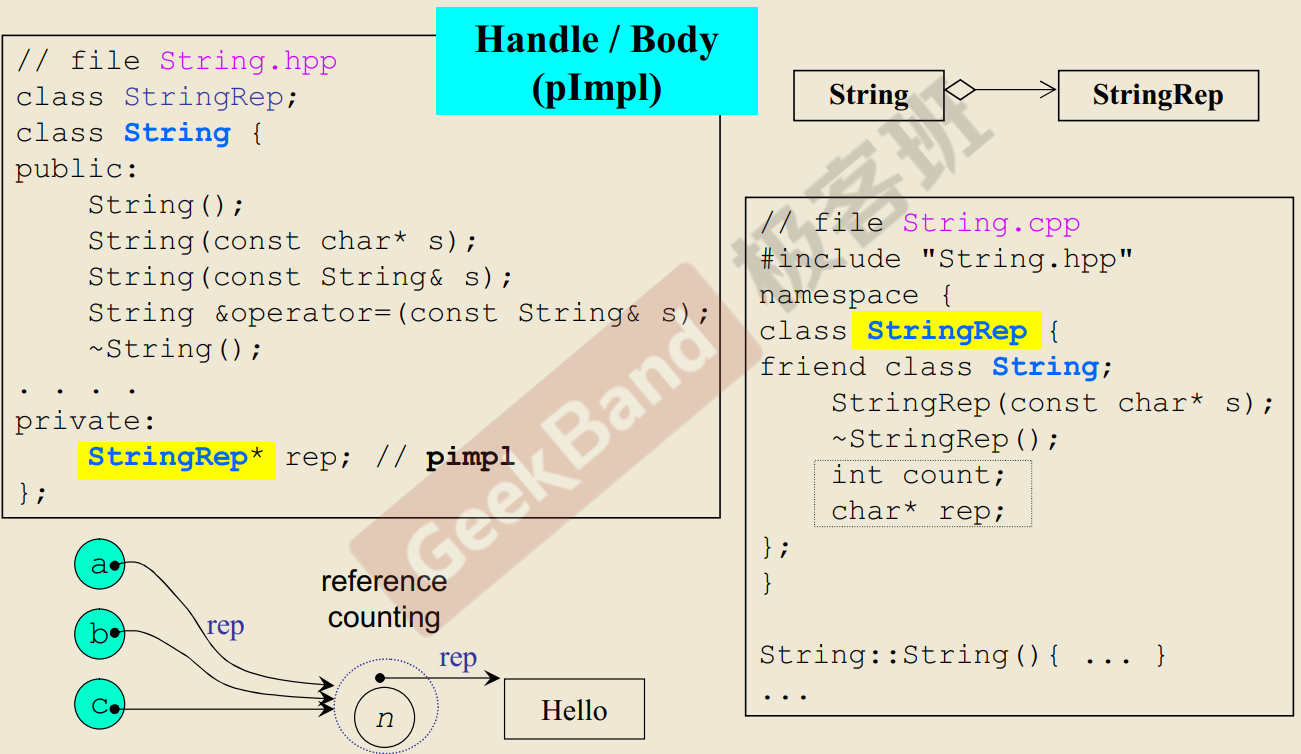 Handle / Body
(pImpl)
// file String.hpp
class StringRep;
class String {
public:
    String();
    String(const char* s);
    String(const String& s);
    String &operator=(const String& s);
    ~String();
. . . .
private:
    StringRep* rep; // pimpl
};
String
StringRep
// file String.cpp
#include "String.hpp"
namespace {
class StringRep {
friend class String;
    StringRep(const char* s);
    ~StringRep();
    int count;
    char* rep;
};
}
String::String(){ ... }
...
a
b
c
rep
reference
counting
rep
n
Hello
GeekBand 极客班